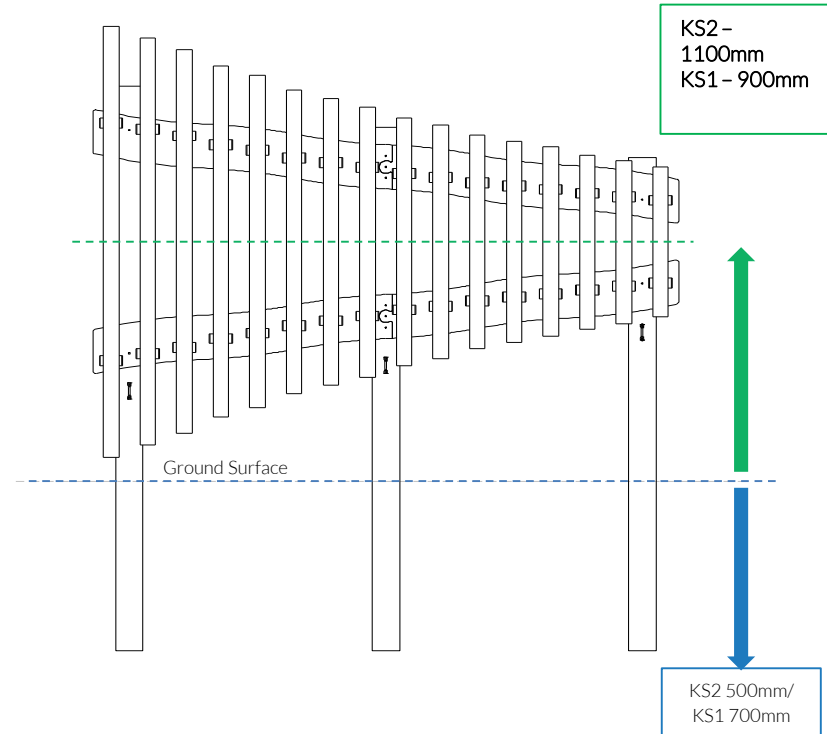 KS2 –
1100mm
KS1 – 900mm
Ground Surface
KS2 500mm/
KS1 700mm